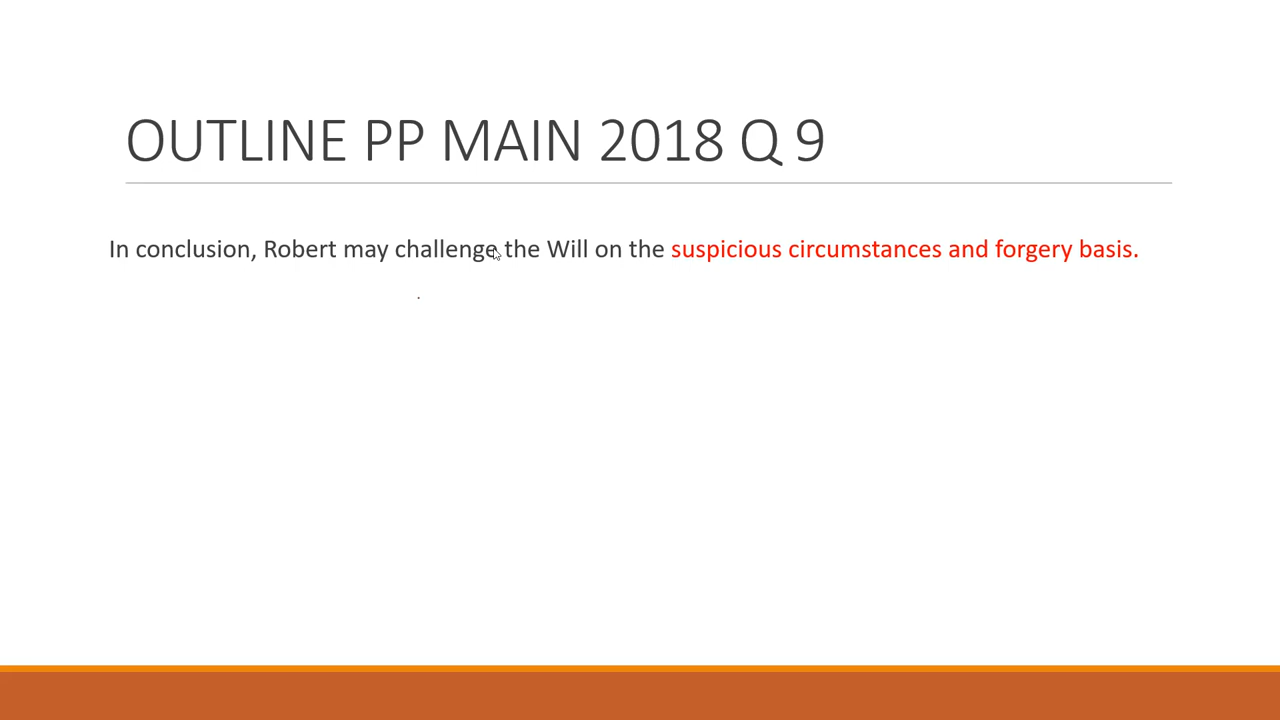 OUTLINE PP MAIN 2018 Q 9
In conclusion, Robert may challenge the Will on the suspicious circumstances and forgery basis.
.